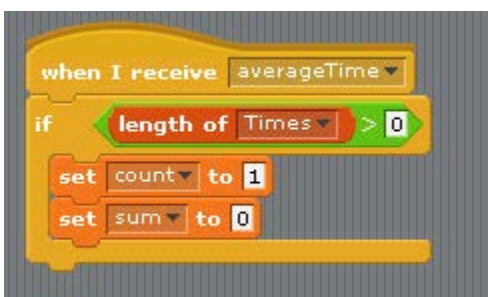 when I receive averageTime
if length of Times > 0
set count to 1
set sum to 0